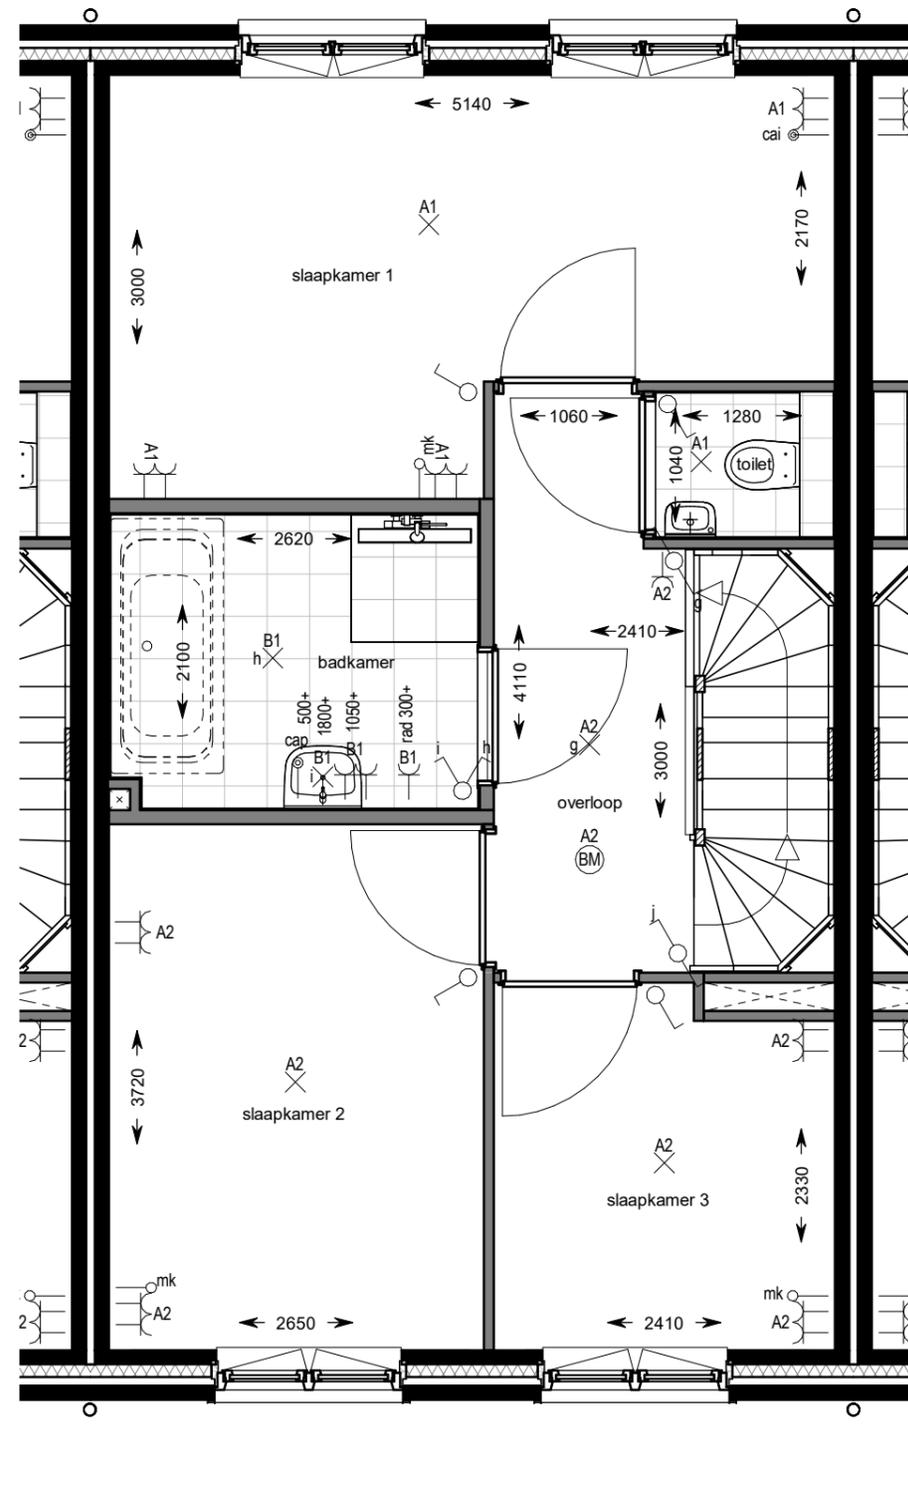 5140
A1
cai
A1
2170
3000
slaapkamer 1
1060
1280
A1
1040
toilet
A1
mk
A1
2620
A2
g
2410
B1
h
badkamer
2100
4110
500+
1800+
1050+
rad 300+
cap
B1
B1
B1
i
i
h
A2
g
3000
overloop
A2
BM
j
A2
2
A2
A2
3720
slaapkamer 2
A2
slaapkamer 3
2330
mk
A2
mk
A2
2
2650
2410